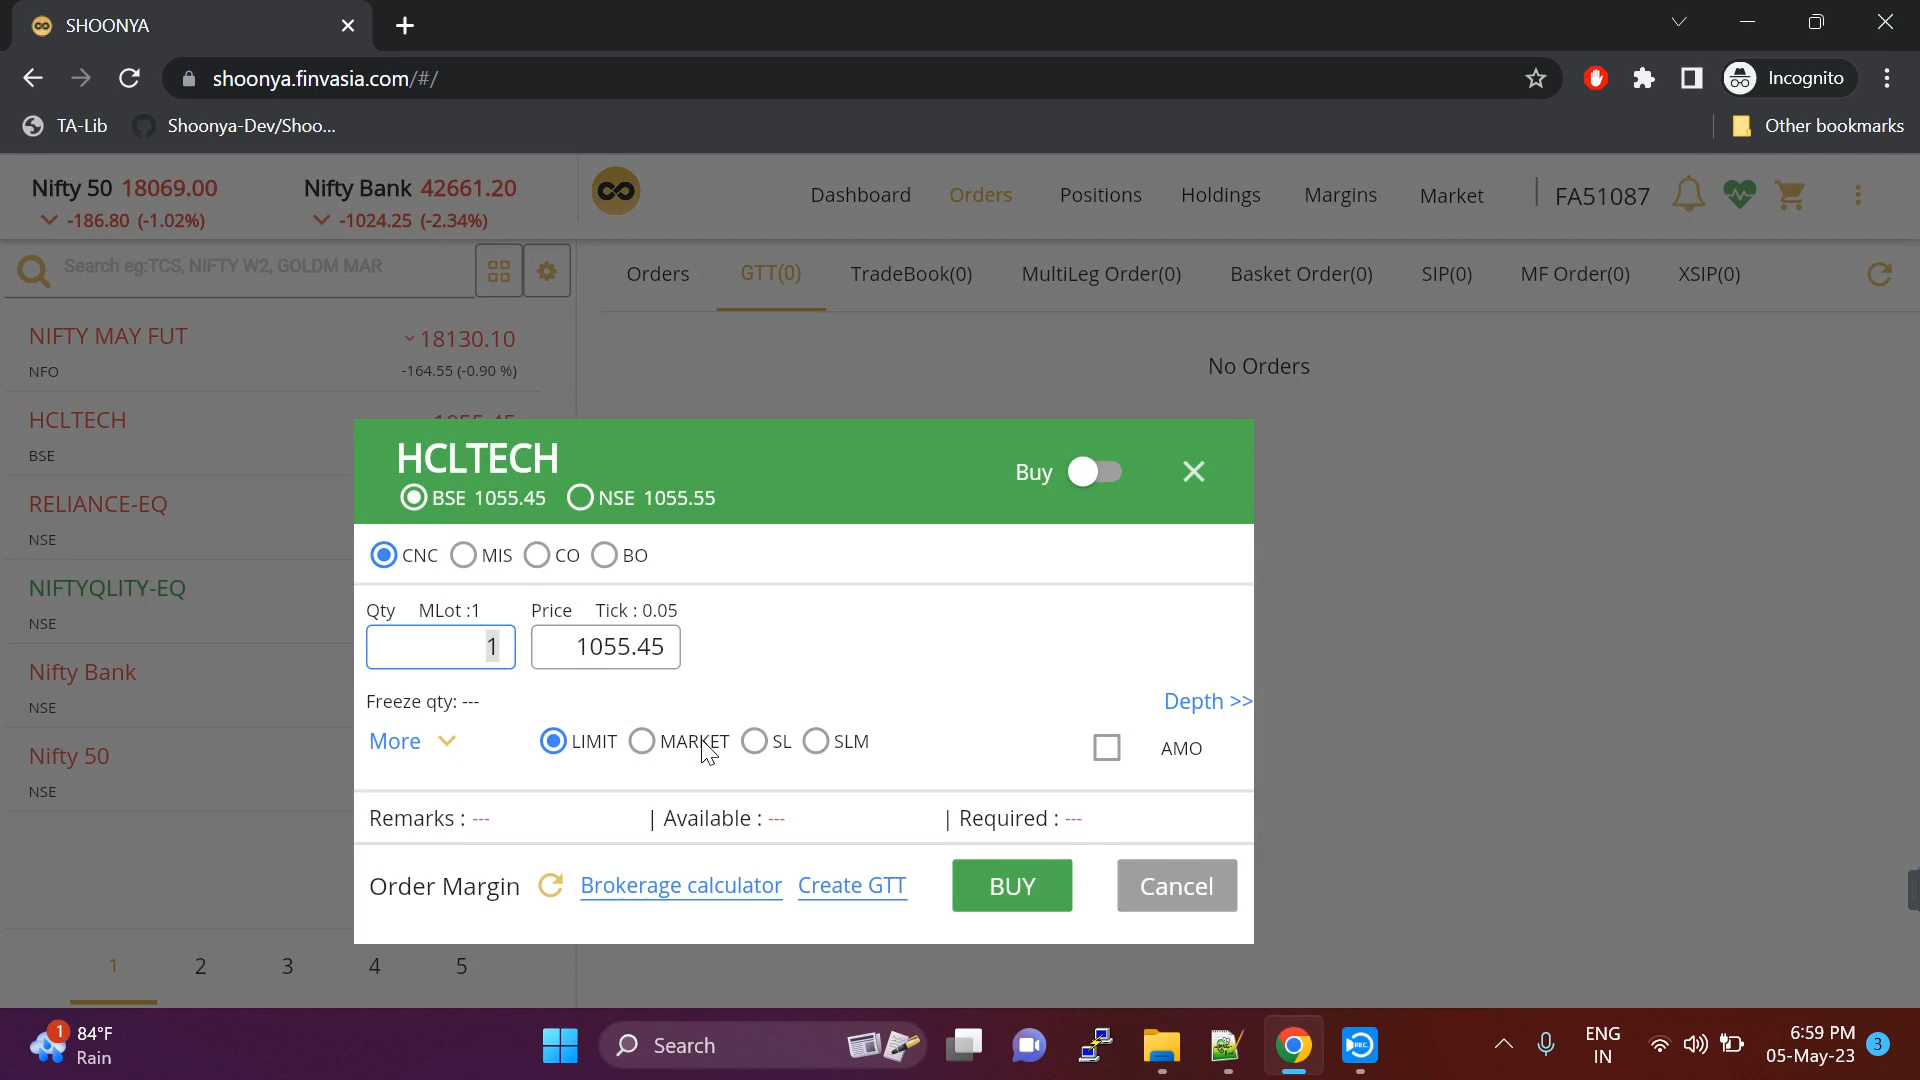 SHOONYA
shoonya.finvasia.com/#/
Incognito
TA-Lib
Shoonya-Dev/Shoo...
Other bookmarks
Nifty 50 18069.00
-186.80 (-1.02%)
Nifty Bank 42661.20
-1024.25 (-2.34%)
Dashboard Orders Positions Holdings Margins Market
FA51087
Search eg:TCS, NIFTY W2, GOLDM MAR
Orders GTT(0) TradeBook(0) MultiLeg Order(0) Basket Order(0) SIP(0) MF Order(0) XSIP(0)
No Orders
NIFTY MAY FUT 18130.10
NFO -164.55 (-0.90 %)
HCLTECH 1055.45
BSE
RELIANCE-EQ
NSE
NIFTYQLITY-EQ
NSE
Nifty Bank
NSE
Nifty 50
NSE
1 2 3 4 5
HCLTECH
BSE 1055.45 NSE 1055.55
Buy
CNC MIS CO BO
Qty MLot :1 Price Tick : 0.05
1 1055.45
Freeze qty: ---
Depth >>
More LIMIT MARKET SL SLM AMO
Remarks : --- | Available : --- | Required : ---
Order Margin Brokerage calculator Create GTT BUY Cancel
1
84°F
Rain
Search
REC
ENG
IN
6:59 PM
05-May-23
3